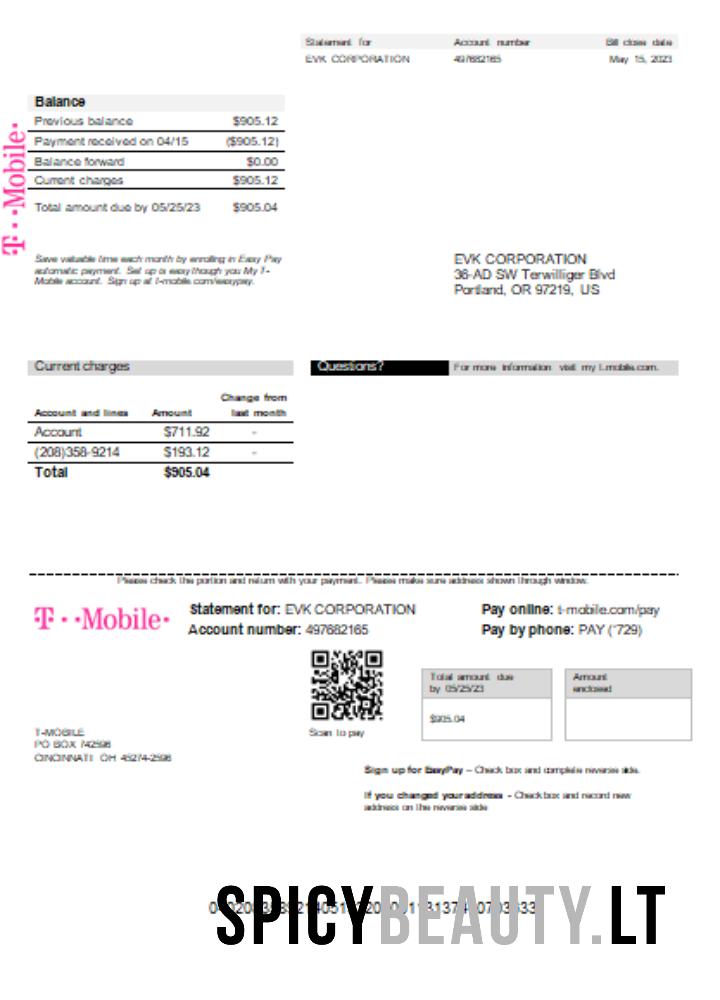 Statement for Account number Bill close date
EVK CORPORATION 497682165 May 15, 2023
Balance
Previous balance $905.12
Payment received on 04/15 ($905.12)
Balance forward $0.00
Current charges $905.12
Total amount due by 05/25/23 $905.04
T··Mobile·
Save valuable time each month by enrolling in Easy Pay
automatic payment. Set up is easy though you My T-
Mobile account. Sign up at t-mobile.com/easypay.
EVK CORPORATION
36-AD SW Terwilliger Blvd
Portland, OR 97219, US
Current charges
Questions? For more information visit my t.mobile.com.
Change from
Account and lines Amount last month
Account $711.92 -
(208)358-9214 $193.12 -
Total $905.04
Please check the portion and return with your payment. Please make sure address shown through window.
T··Mobile·
Statement for: EVK CORPORATION
Account number: 497682165
Pay online: t-mobile.com/pay
Pay by phone: PAY (*729)
Scan to pay
Total amount due
by 05/25/23
$905.04
Amount
enclosed
T-MOBILE
PO BOX 742596
CINCINNATI OH 45274-2596
Sign up for EasyPay – Check box and complete reverse side.
If you changed your address - Check box and record new
address on the reverse side
SPICYBEAUTY.LT